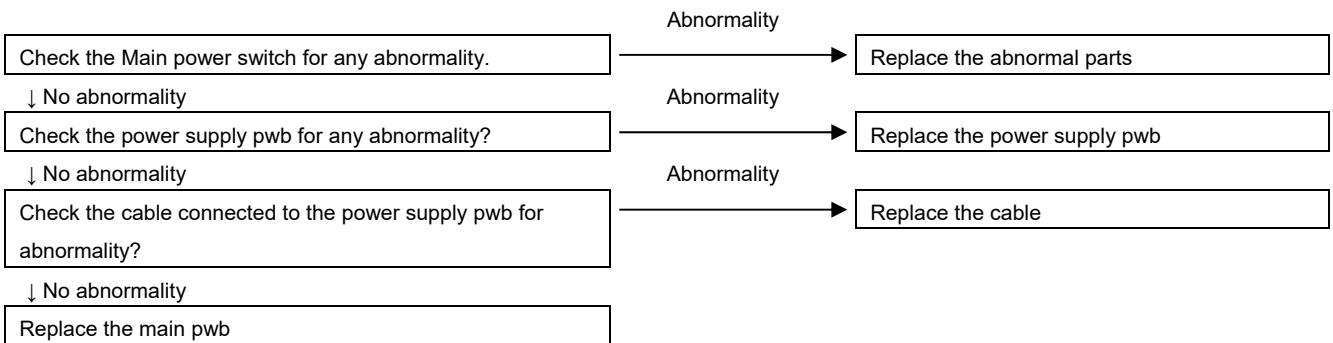 Abnormality
Check the Main power switch for any abnormality.
Replace the abnormal parts
↓ No abnormality
Abnormality
Check the power supply pwb for any abnormality?
Replace the power supply pwb
↓ No abnormality
Abnormality
Check the cable connected to the power supply pwb for
abnormality?
Replace the cable
↓ No abnormality
Replace the main pwb